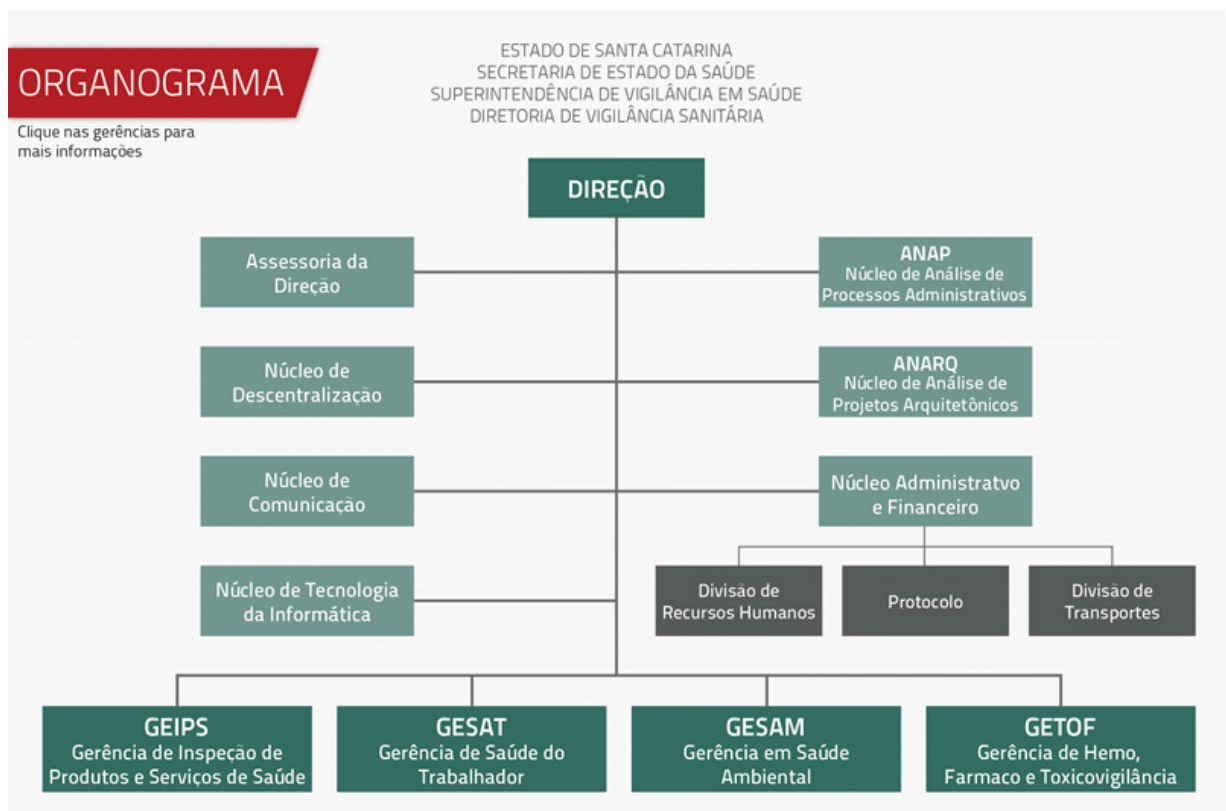 ORGANOGRAMA
Clique nas gerências para
mais informações
ESTADO DE SANTA CATARINA
SECRETARIA DE ESTADO DA SAÚDE
SUPERINTENDÊNCIA DE VIGILÂNCIA EM SAÚDE
DIRETORIA DE VIGILÂNCIA SANITÁRIA
DIREÇÃO
Assessoria da
Direção
ANAP
Núcleo de Análise de
Processos Administrativos
Núcleo de
Descentralização
ANARQ
Núcleo de Análise de
Projetos Arquitetônicos
Núcleo de
Comunicação
Núcleo Administratvo
e Financeiro
Núcleo de Tecnologia
da Informática
Divisão de
Recursos Humanos
Protocolo
Divisão de
Transportes
GEIPS
Gerência de Inspeção de
Produtos e Serviços de Saúde
GESAT
Gerência de Saúde do
Trabalhador
GESAM
Gerência em Saúde
Ambiental
GETOF
Gerência de Hemo,
Farmaco e Toxicovigilância